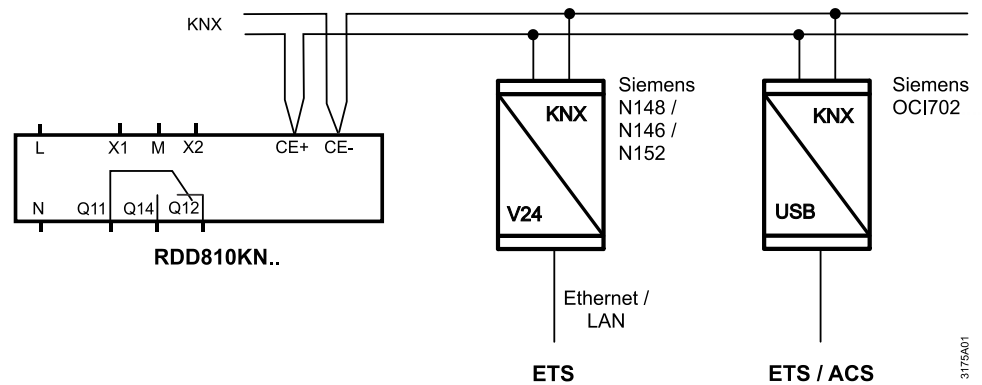 KNX
L X1 M X2 CE+ CE-
N Q11 Q14 Q12
RDD810KN..
KNX
V24
Siemens
N148 /
N146 /
N152
Ethernet /
LAN
ETS
KNX
USB
Siemens
OCI702
ETS / ACS
3175A01